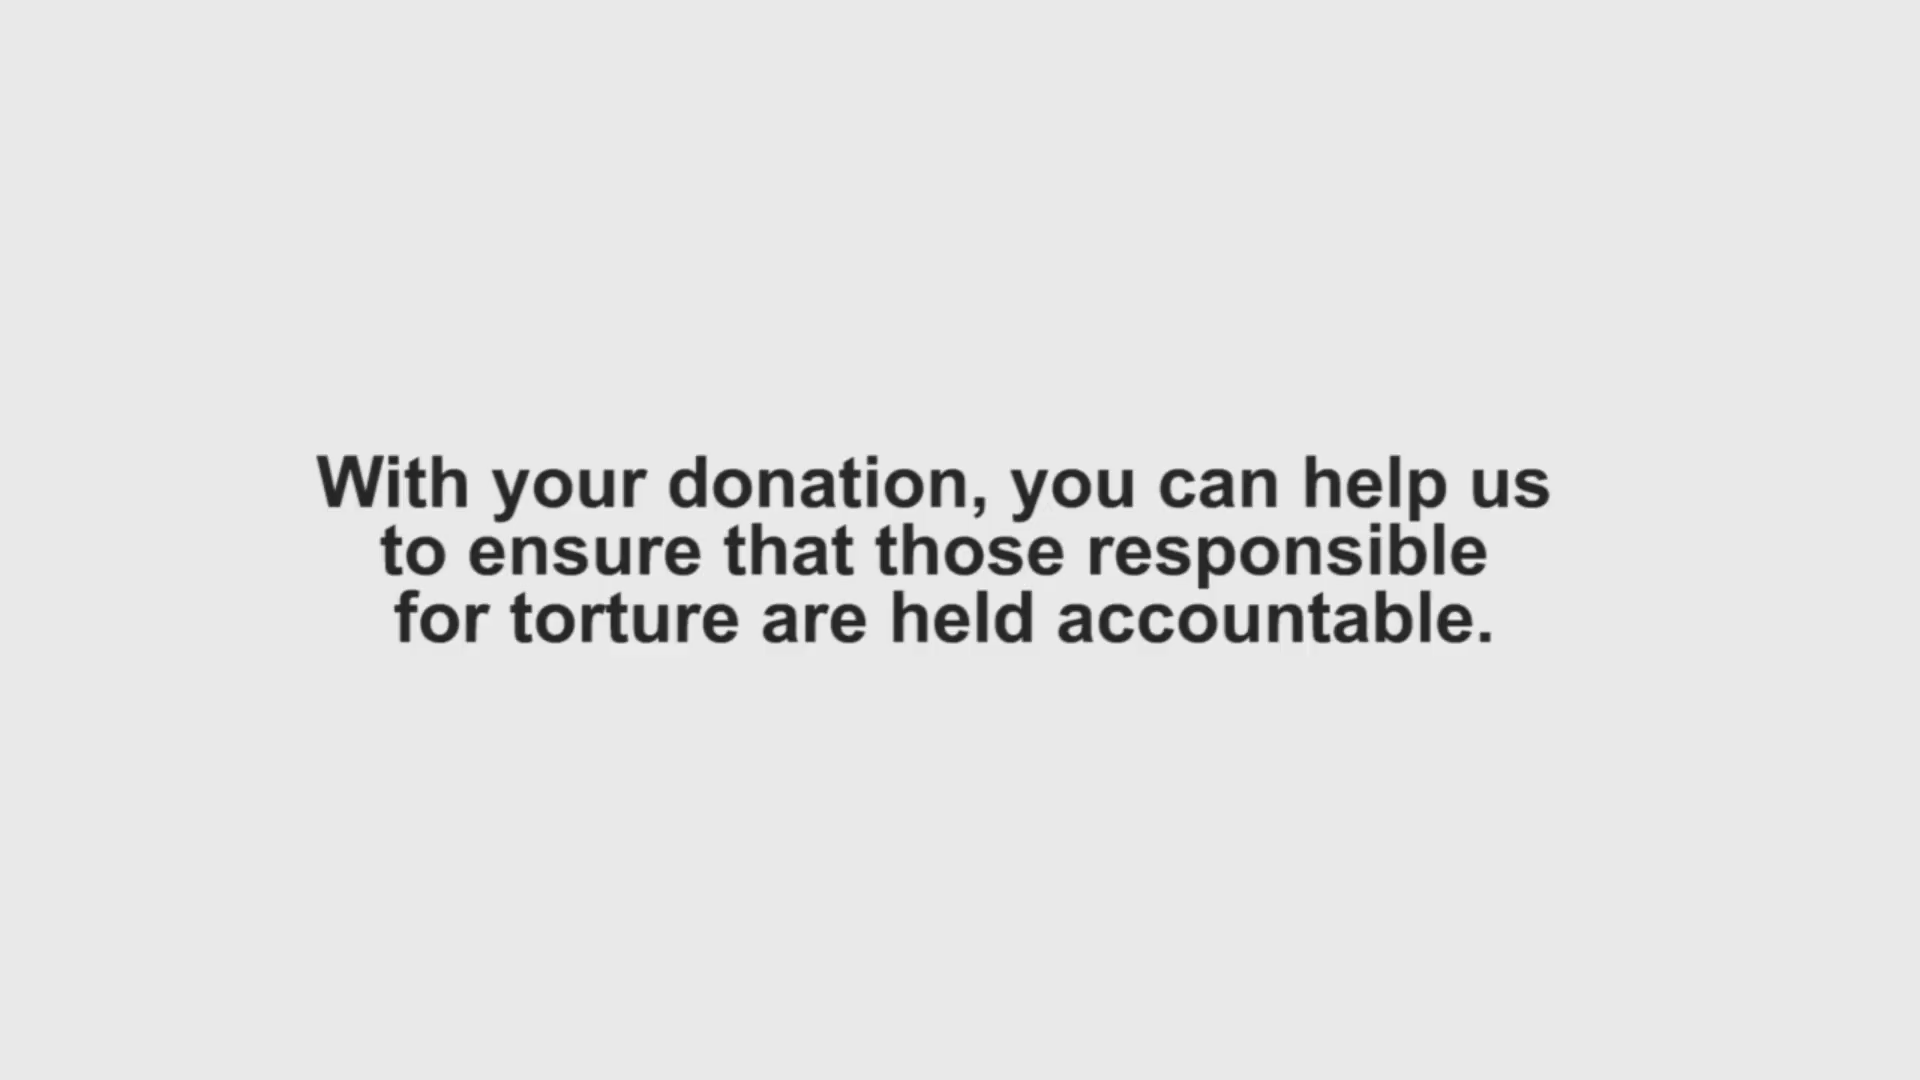 With your donation, you can help us
to ensure that those responsible
for torture are held accountable.